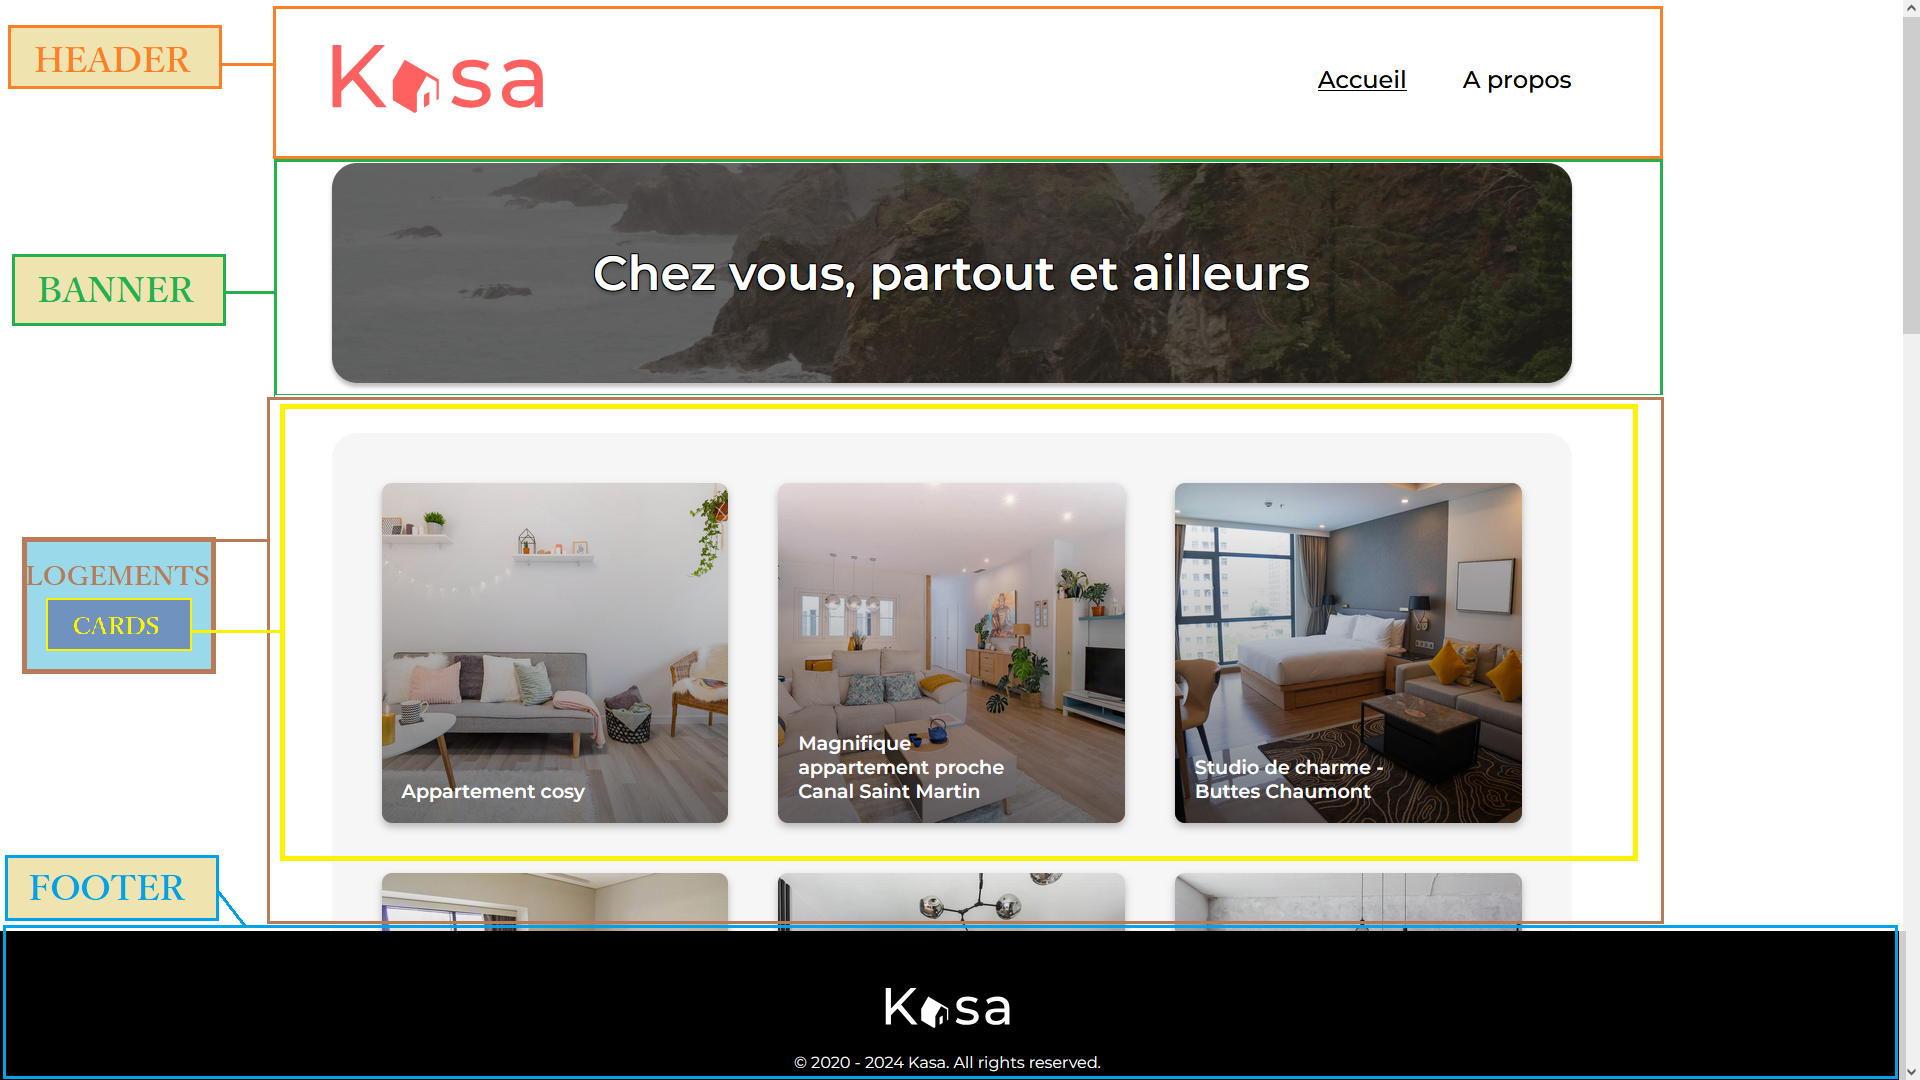 HEADER
Kasa
Accueil
A propos
BANNER
Chez vous, partout et ailleurs
LOGEMENTS
CARDS
Appartement cosy
Magnifique
appartement proche
Canal Saint Martin
Studio de charme -
Buttes Chaumont
FOOTER
Kasa
© 2020 - 2024 Kasa. All rights reserved.